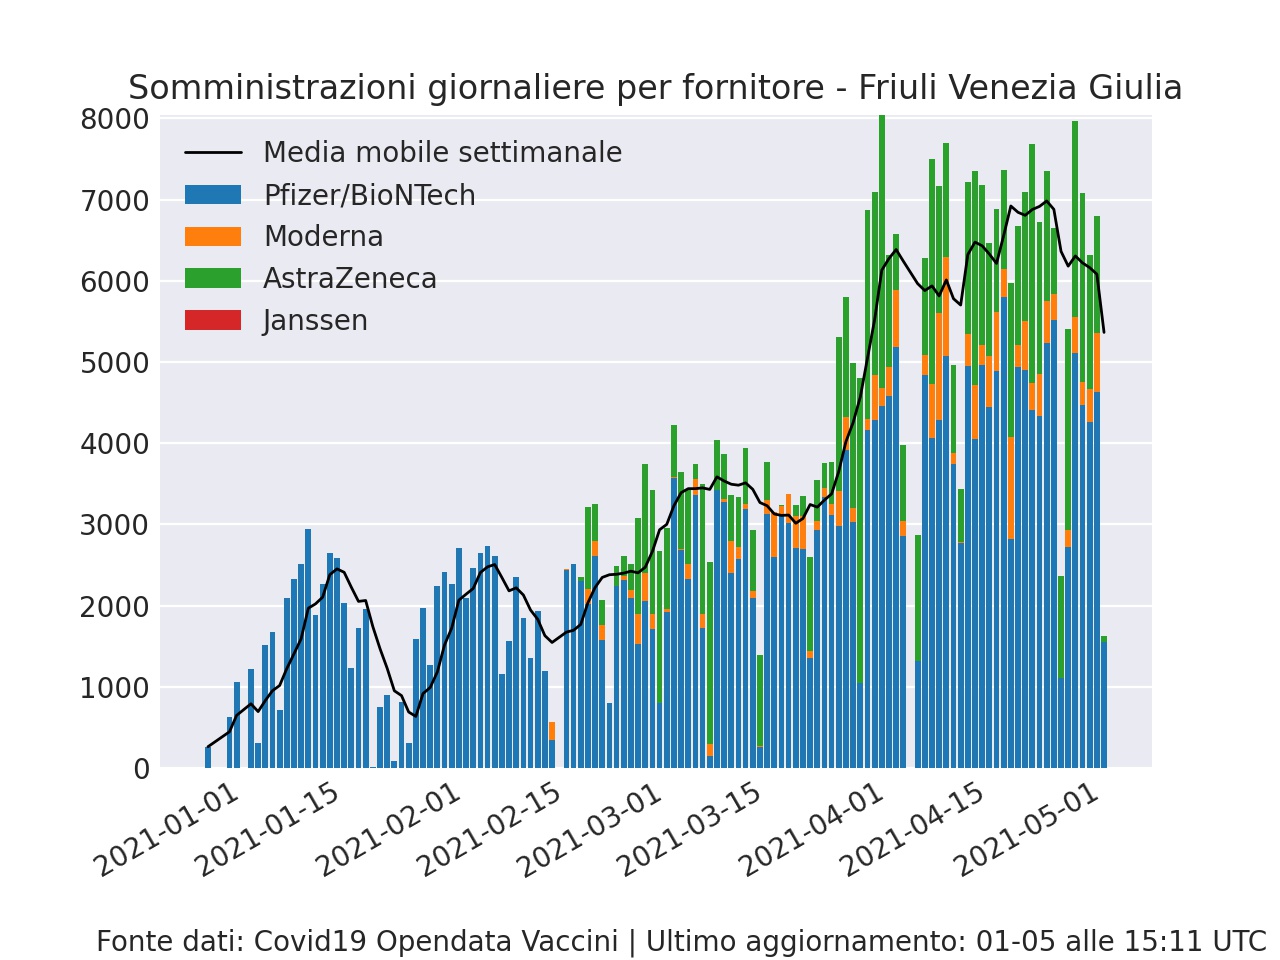 Somministrazioni giornaliere per fornitore - Friuli Venezia Giulia
8000
7000
6000
5000
4000
3000
2000
1000
0
Media mobile settimanale
Pfizer/BioNTech
Moderna
AstraZeneca
Janssen
2021-01-01
2021-01-15
2021-02-01
2021-02-15
2021-03-01
2021-03-15
2021-04-01
2021-04-15
2021-05-01
Fonte dati: Covid19 Opendata Vaccini | Ultimo aggiornamento: 01-05 alle 15:11 UTC